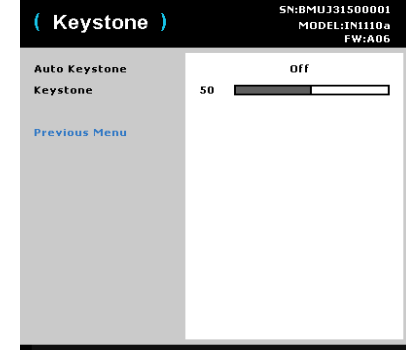 ( Keystone )
SN:BMUJ31500001
MODEL:IN1110a
FW:A06
Auto Keystone Off
Keystone 50
Previous Menu